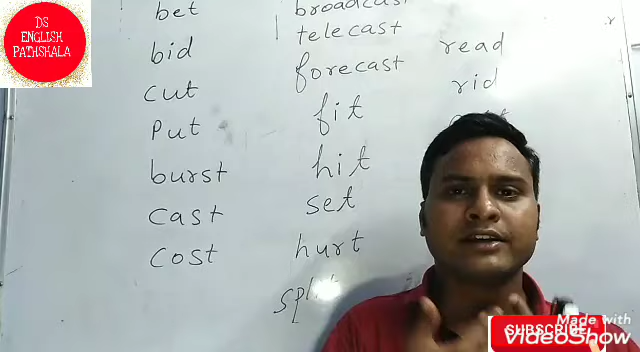 DS
ENGLISH
PATHSHALA
bet
bid
cut
Put
burst
cast
cost
broadcast
telecast
forecast
fit
hit
set
hurt
read
rid
SUBSCRIBE
Made with
VideoShow